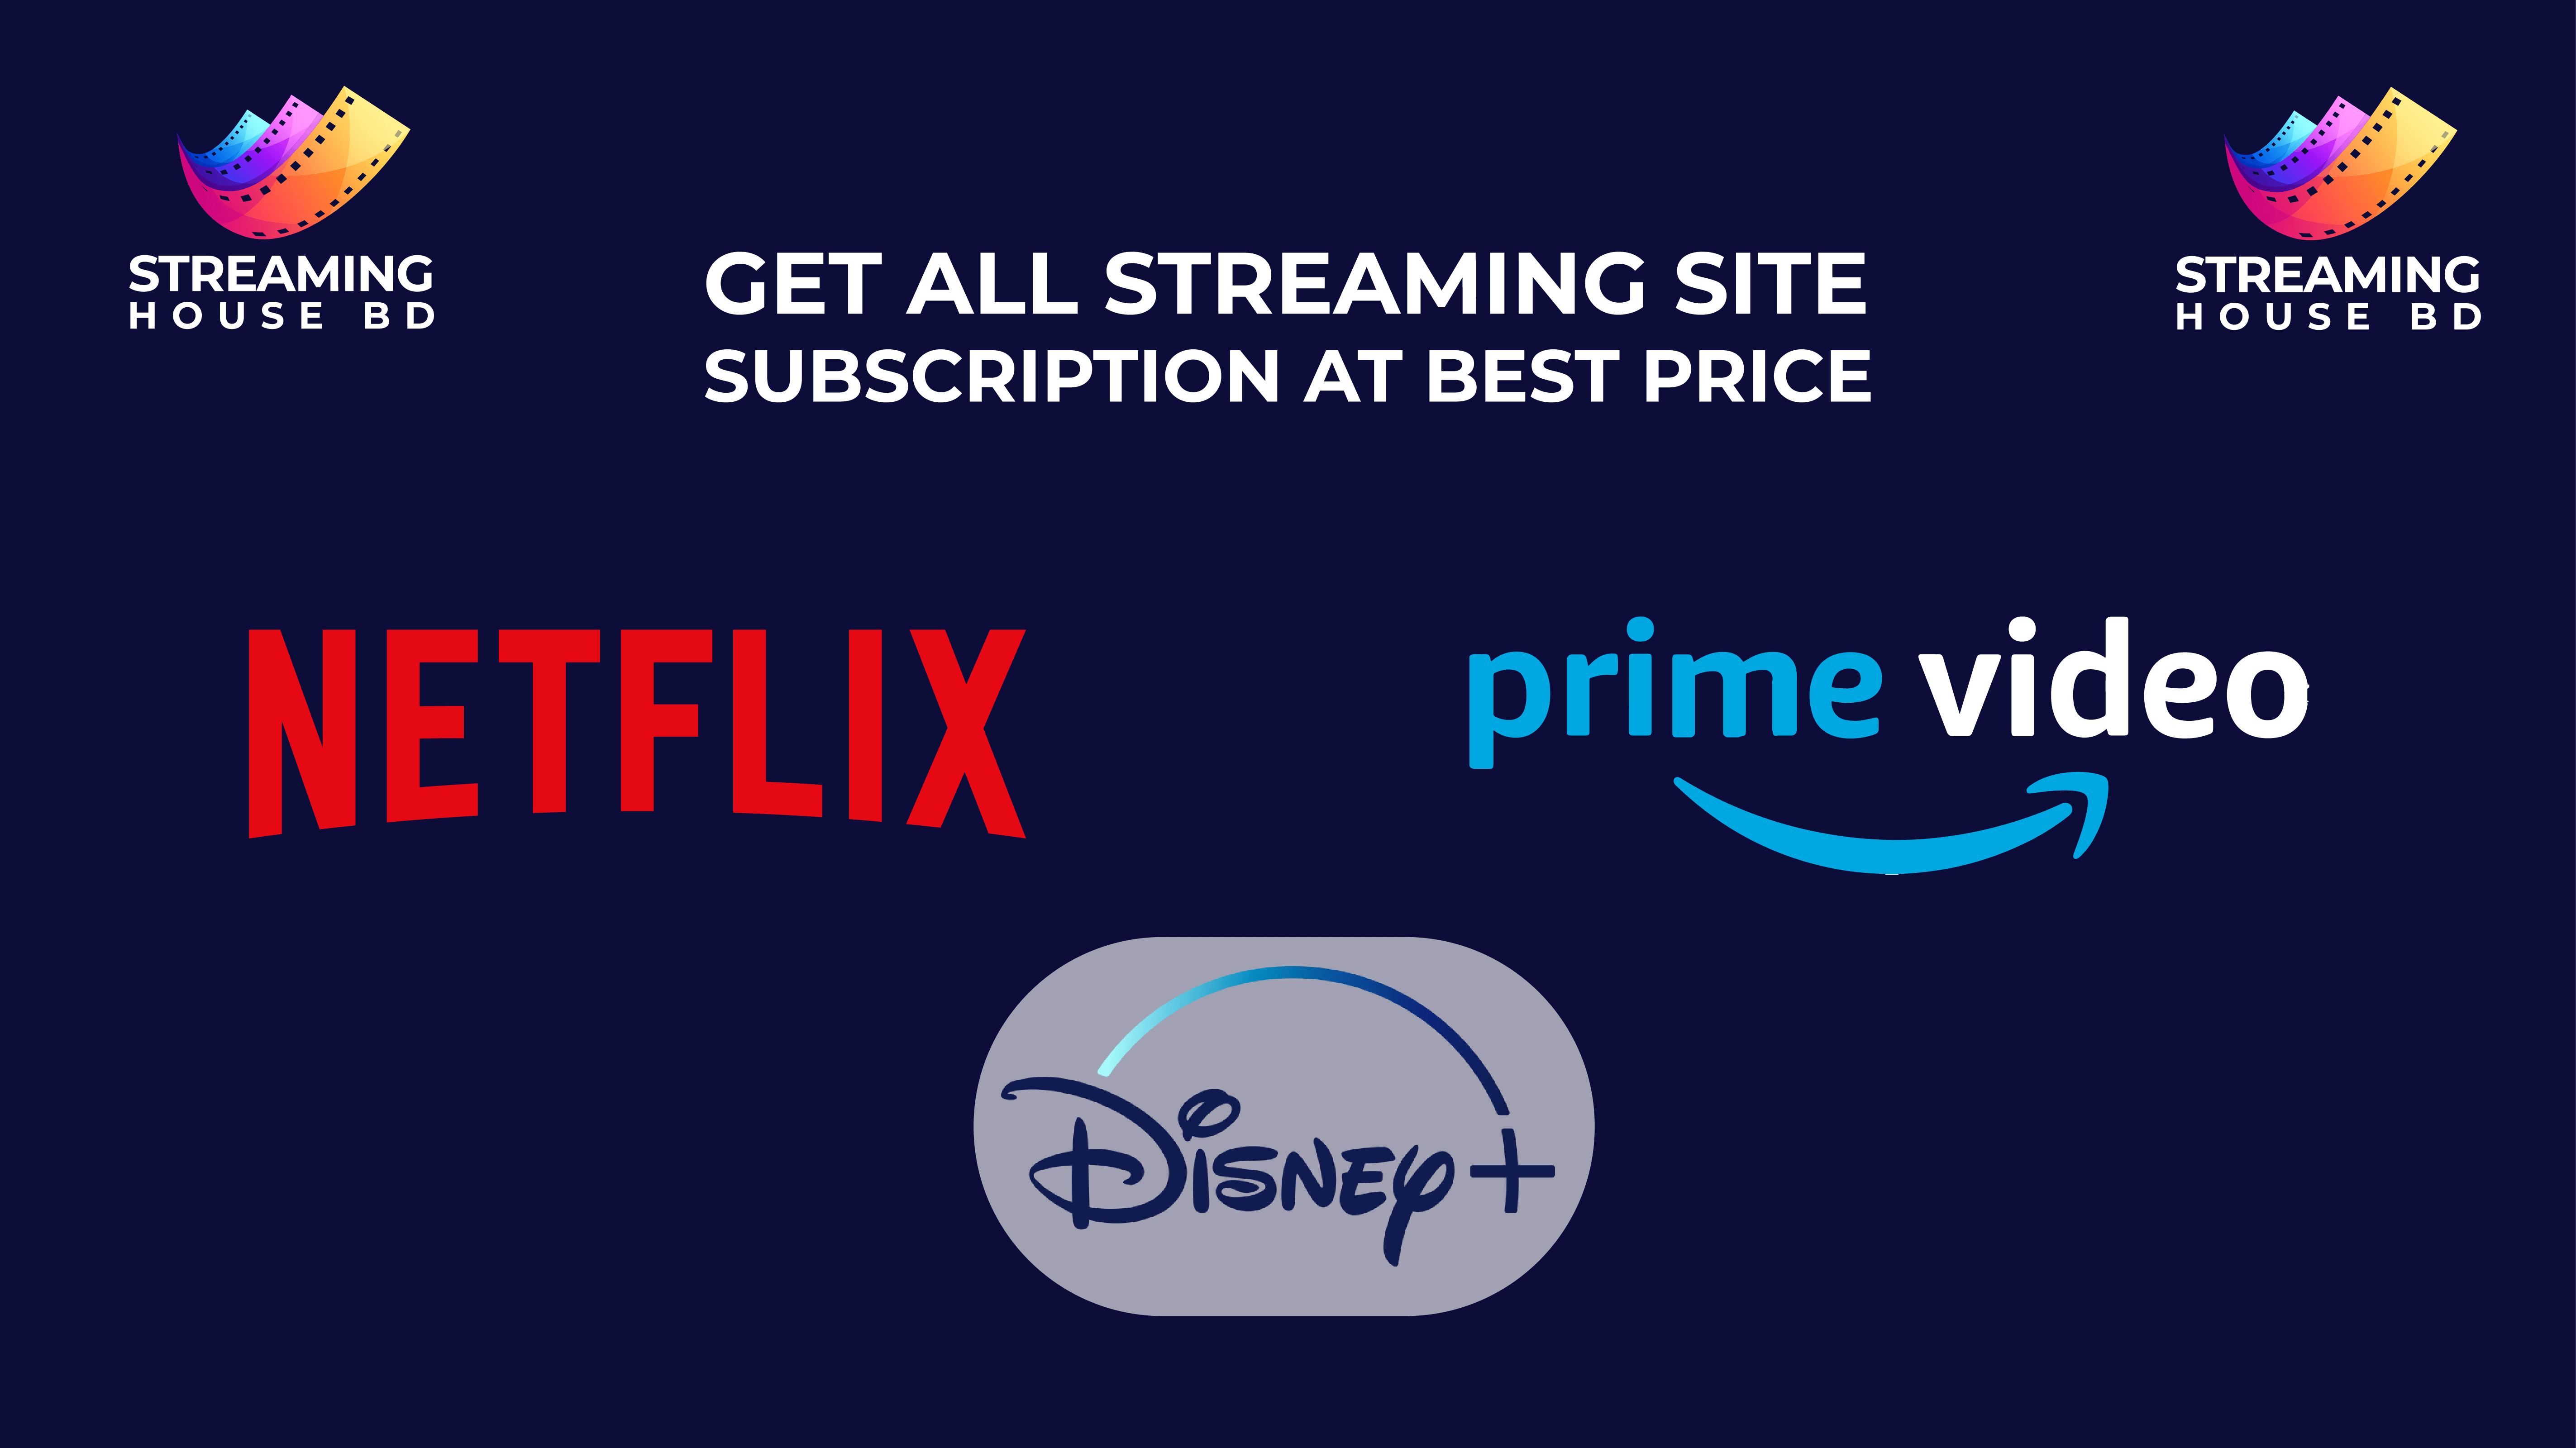 STREAMING
HOUSE BD
GET ALL STREAMING SITE
SUBSCRIPTION AT BEST PRICE
STREAMING
HOUSE BD
NETFLIX
prime video
Disney+